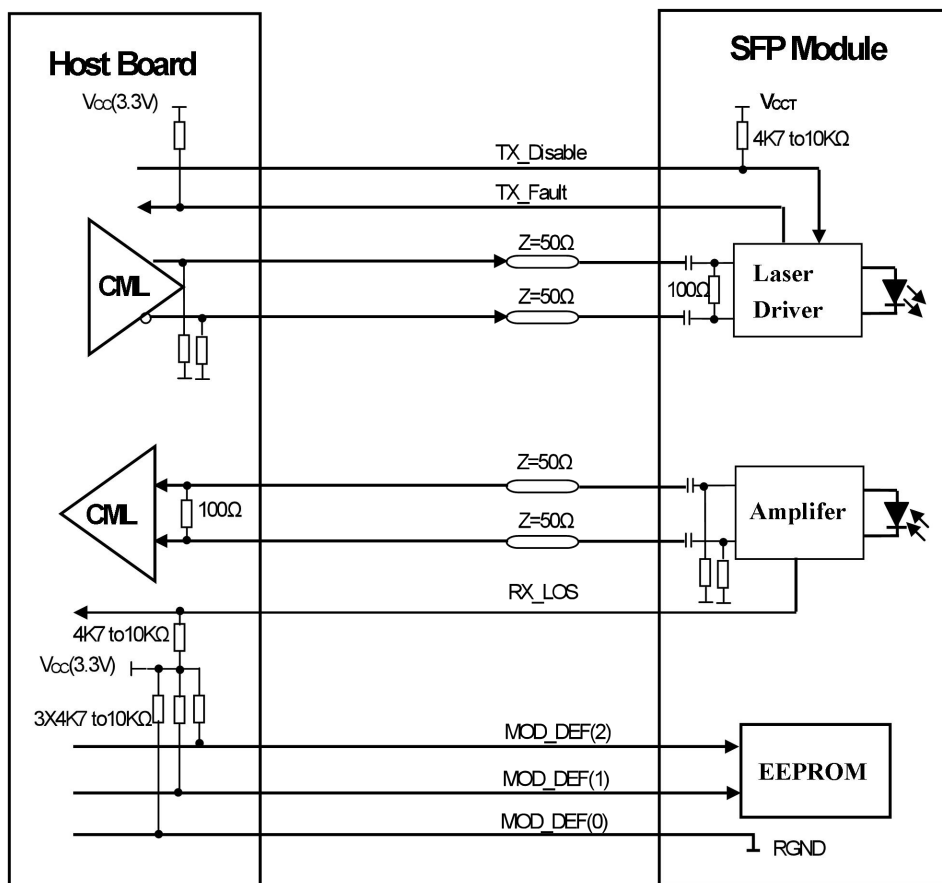 Host Board
SFP Module
VCC(3.3V)
VCCT
4K7 to10KΩ
TX_Disable
TX_Fault
Z=50Ω
CML
100Ω
Laser
Driver
Z=50Ω
Z=50Ω
CML
100Ω
Amplifer
Z=50Ω
RX_LOS
4K7 to10KΩ
VCC(3.3V)
3X4K7 to10KΩ
MOD_DEF(2)
EEPROM
MOD_DEF(1)
MOD_DEF(0)
RGND